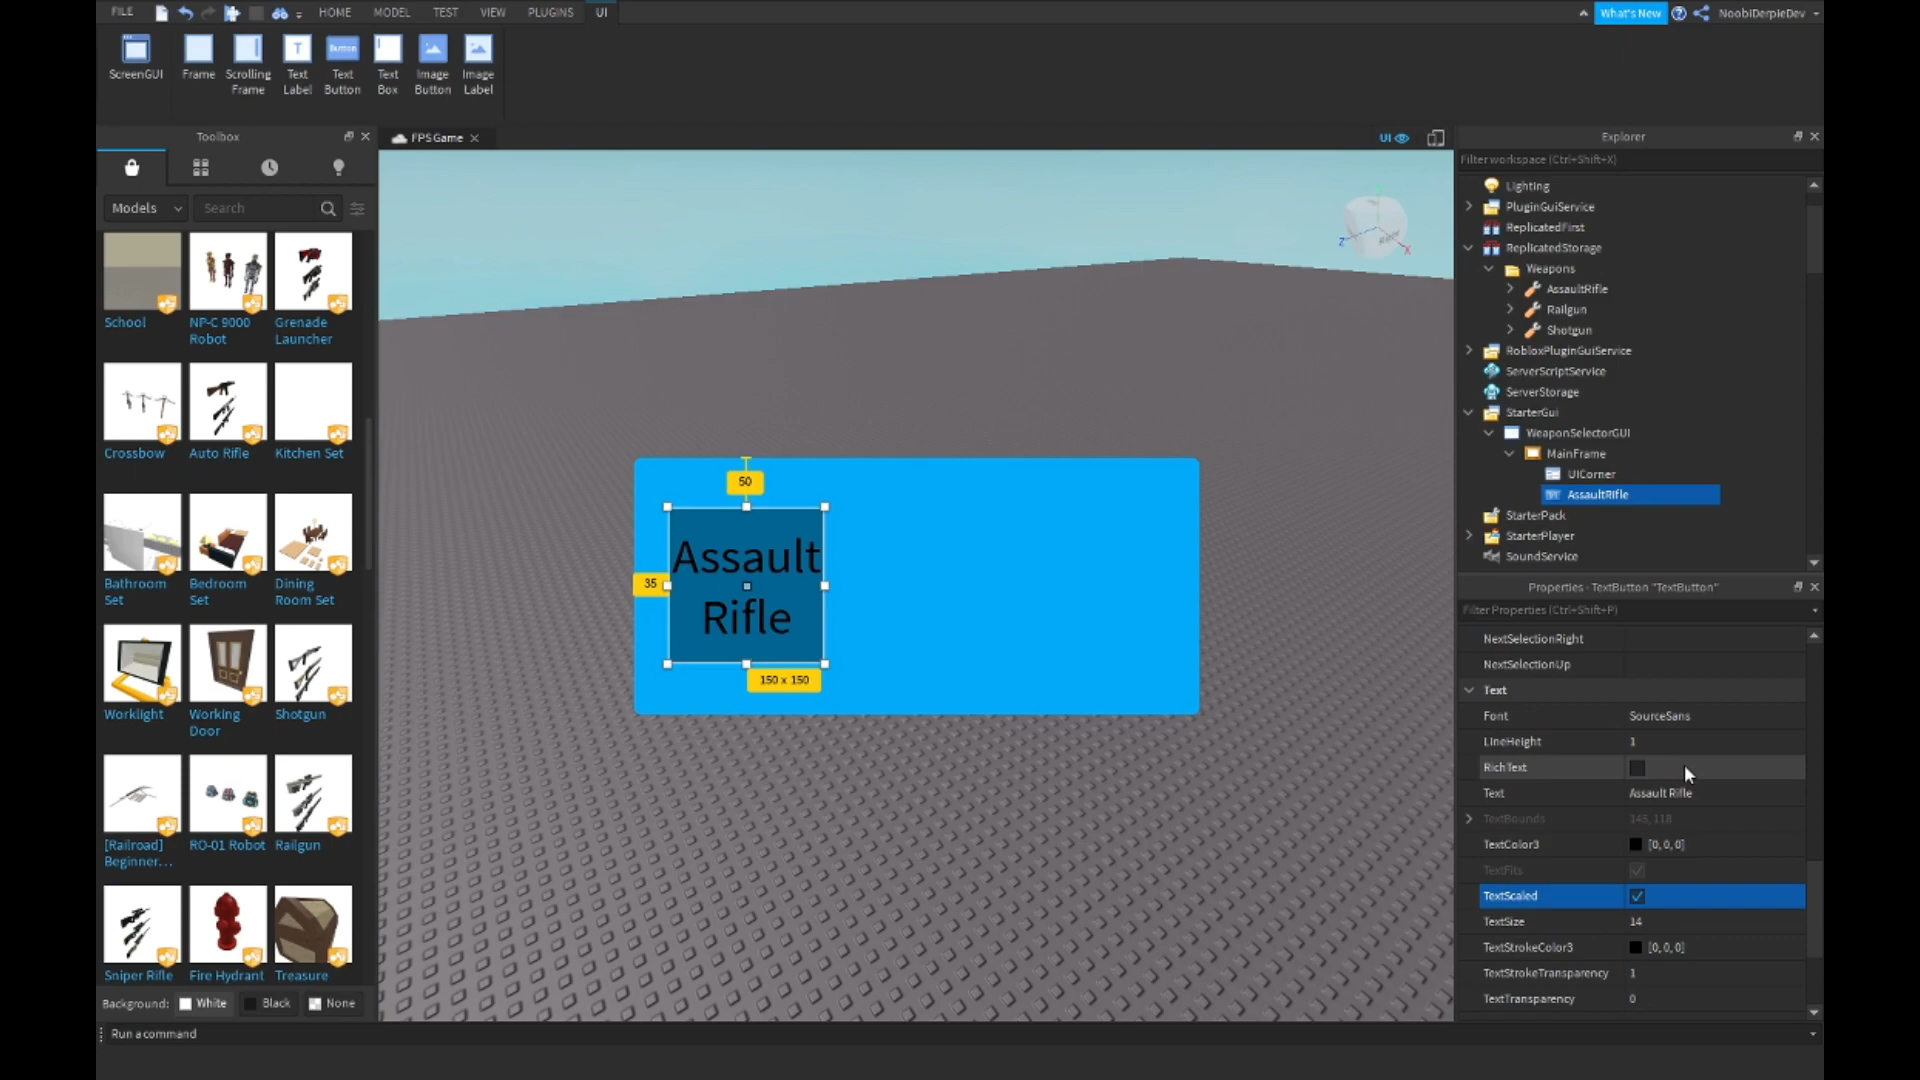 FILE
HOME
MODEL
TEST
VIEW
PLUGINS
UI
What's New
NoobiDerpieDev
ScreenGUI
Frame
Scrolling
Frame
Text
Label
Button
Text
Button
Text
Box
Image
Button
Image
Label
Toolbox
Models
Search
School
NP-C 9000
Robot
Grenade
Launcher
Crossbow
Auto Rifle
Kitchen Set
Bathroom
Set
Bedroom
Set
Dining
Room Set
Worklight
Working
Door
Shotgun
[Railroad]
Beginner...
RO-01 Robot
Railgun
Sniper Rifle
Fire Hydrant
Treasure
Background:
White
Black
None
Run a command
FPS Game
UI
Z
X
50
35
Assault
Rifle
150 x 150
Explorer
Filter workspace (Ctrl+Shift+X)
Lighting
PluginGuiService
ReplicatedFirst
ReplicatedStorage
Weapons
AssaultRifle
Railgun
Shotgun
RobloxPluginGuiService
ServerScriptService
ServerStorage
StarterGui
WeaponSelectorGUI
MainFrame
UICorner
AssaultRifle
StarterPack
StarterPlayer
SoundService
Properties - TextButton "TextButton"
Filter Properties (Ctrl+Shift+P)
NextSelectionRight
NextSelectionUp
Text
Font SourceSans
LineHeight 1
RichText
Text Assault Rifle
TextBounds 145, 118
TextColor3 [0, 0, 0]
TextFits
TextScaled
TextSize 14
TextStrokeColor3 [0, 0, 0]
TextStrokeTransparency 1
TextTransparency 0